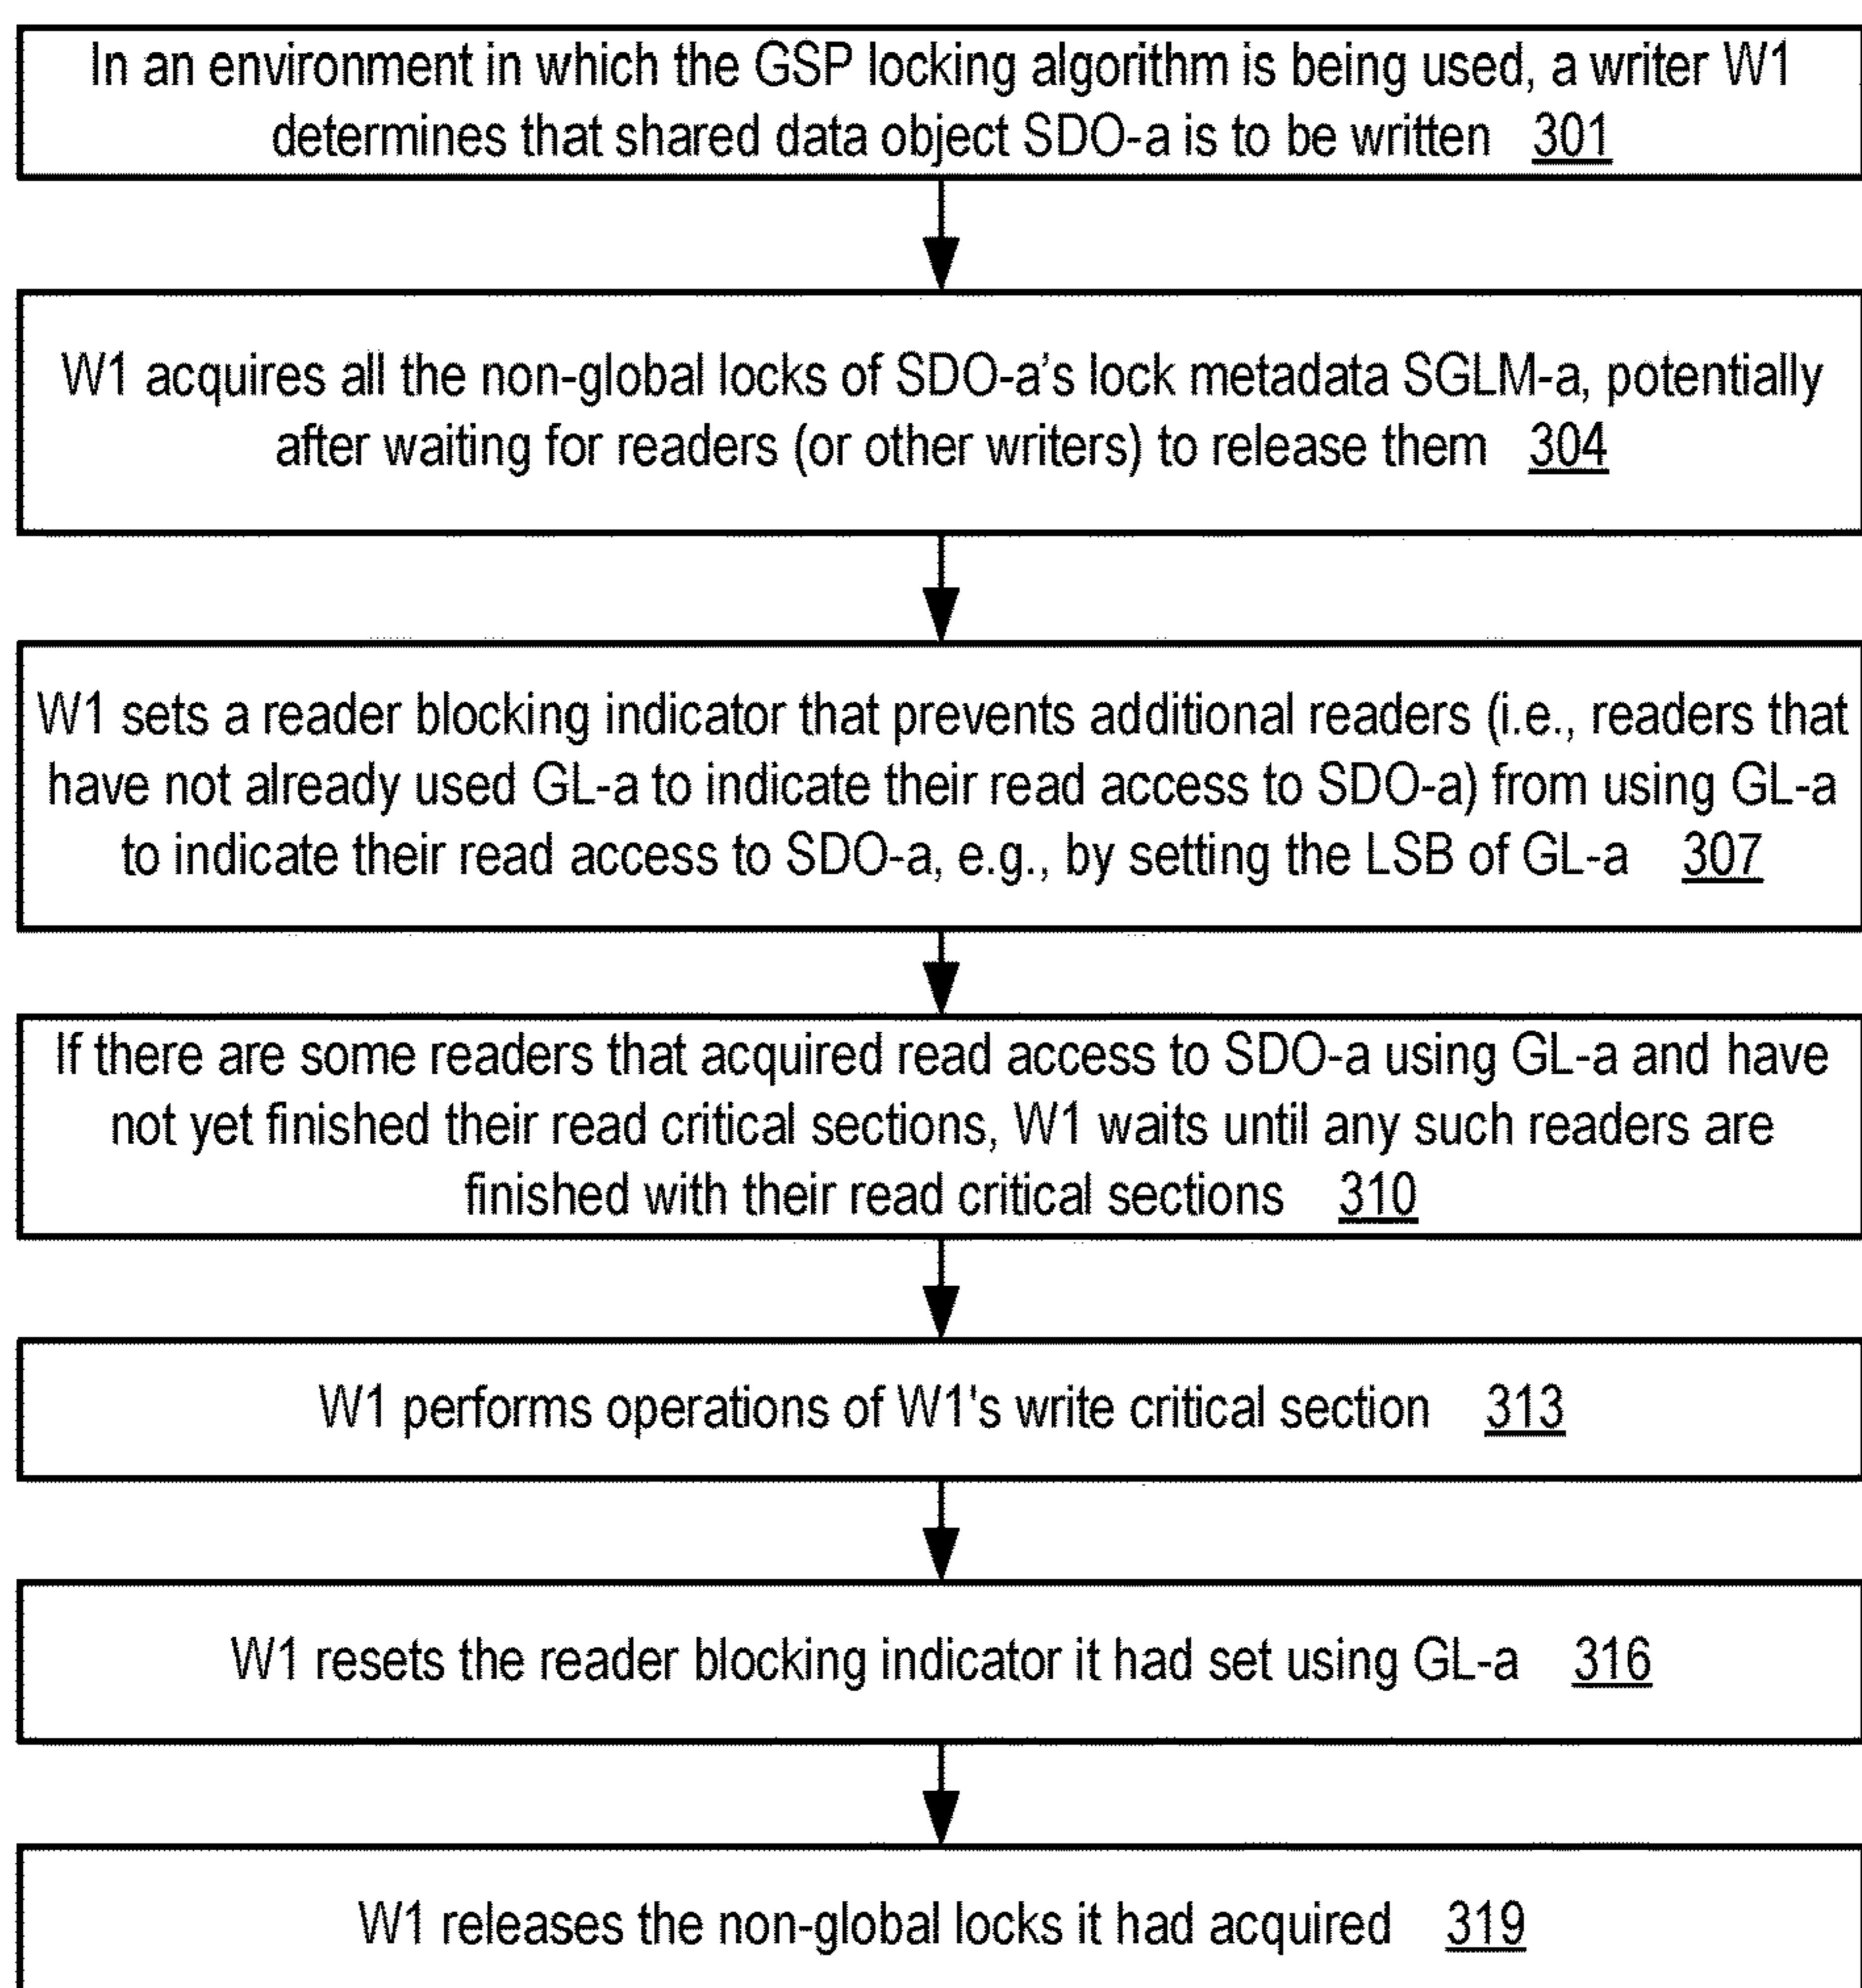 In an environment in which the GSP locking algorithm is being used, a writer W1
determines that shared data object SDO-a is to be written 301
W1 acquires all the non-global locks of SDO-a’s lock metadata SGLM-a, potentially
after waiting for readers (or other writers) to release them 304
W1 sets a reader blocking indicator that prevents additional readers (i.e., readers that
have not already used GL-a to indicate their read access to SDO-a) from using GL-a
to indicate their read access to SDO-a, e.g., by setting the LSB of GL-a 307
If there are some readers that acquired read access to SDO-a using GL-a and have
not yet finished their read critical sections, W1 waits until any such readers are
finished with their read critical sections 310
W1 performs operations of W1's write critical section 313
W1 resets the reader blocking indicator it had set using GL-a 316
W1 releases the non-global locks it had acquired 319